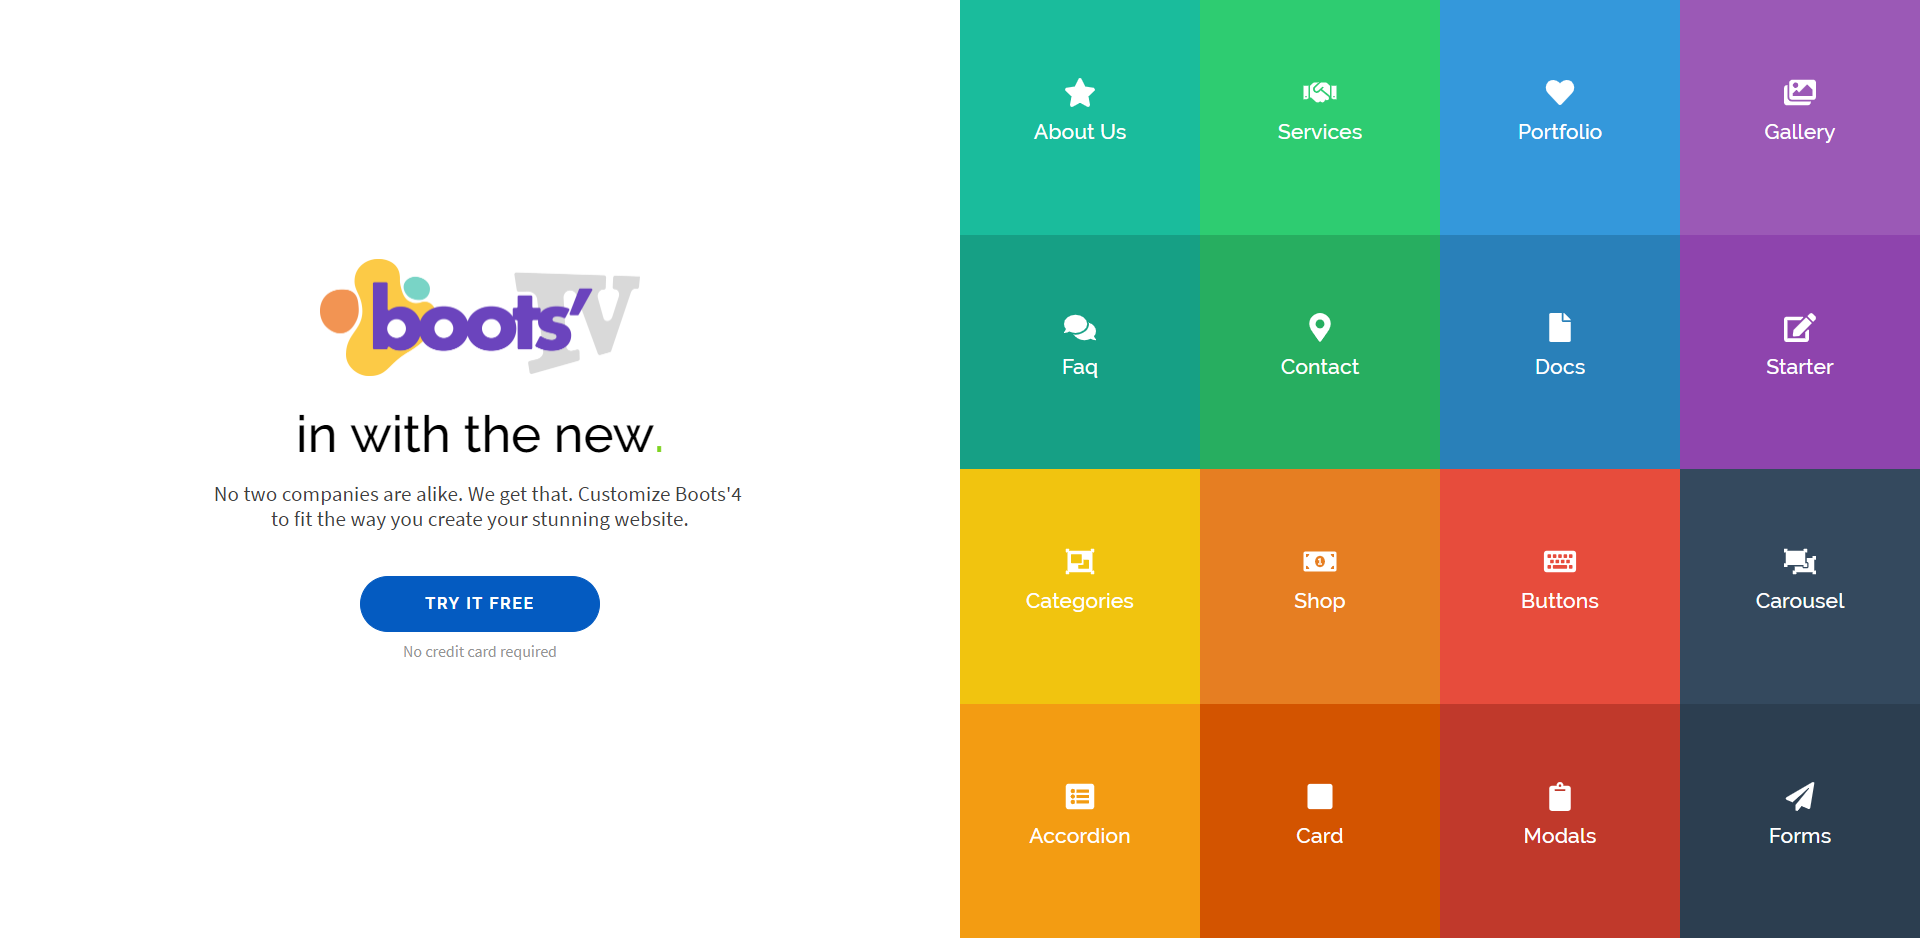 boots'IV
in with the new.
No two companies are alike. We get that. Customize Boots'4
to fit the way you create your stunning website.
TRY IT FREE
No credit card required
About Us
Services
Portfolio
Gallery
Faq
Contact
Docs
Starter
Categories
1
Shop
Buttons
Carousel
Accordion
Card
Modals
Forms